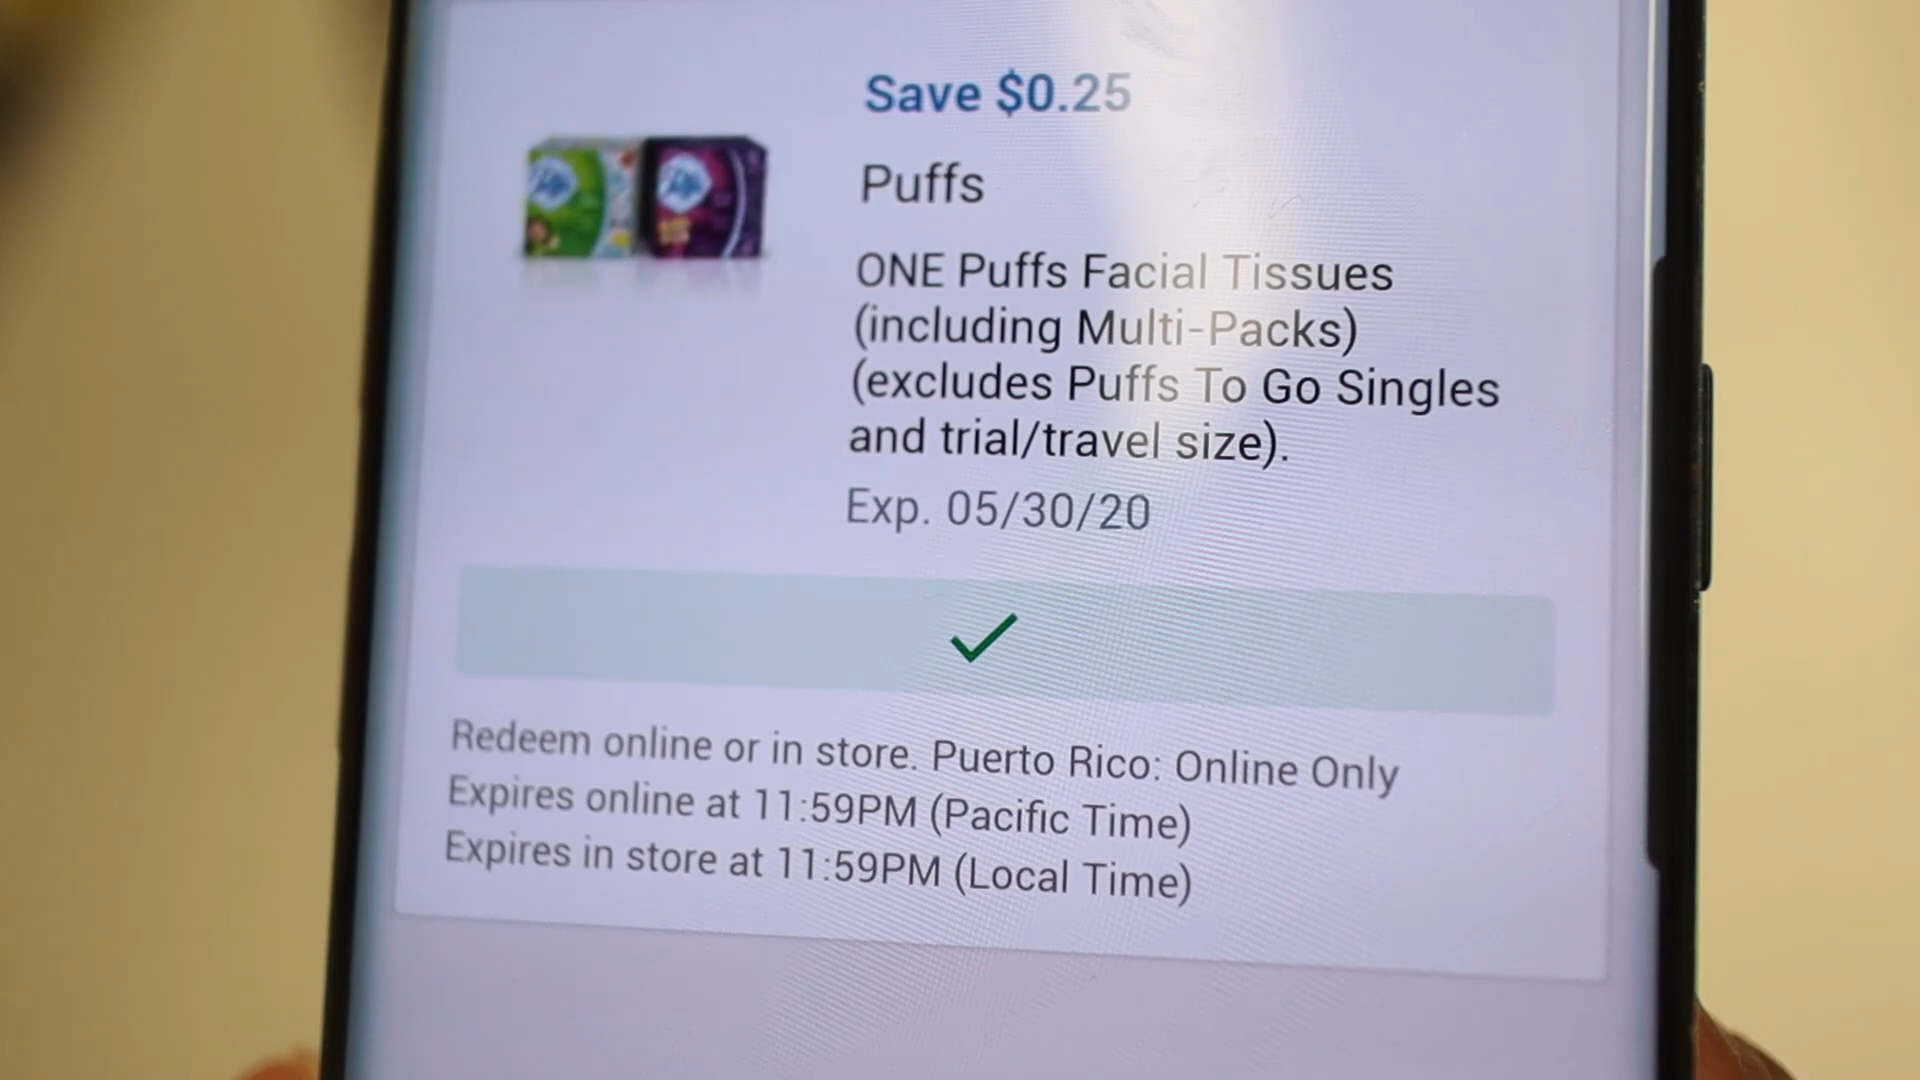 Save $0.25
Puffs
ONE Puffs Facial Tissues
(including Multi-Packs)
(excludes Puffs To Go Singles
and trial/travel size).
Exp. 05/30/20
Redeem online or in store. Puerto Rico: Online Only
Expires online at 11:59PM (Pacific Time)
Expires in store at 11:59PM (Local Time)